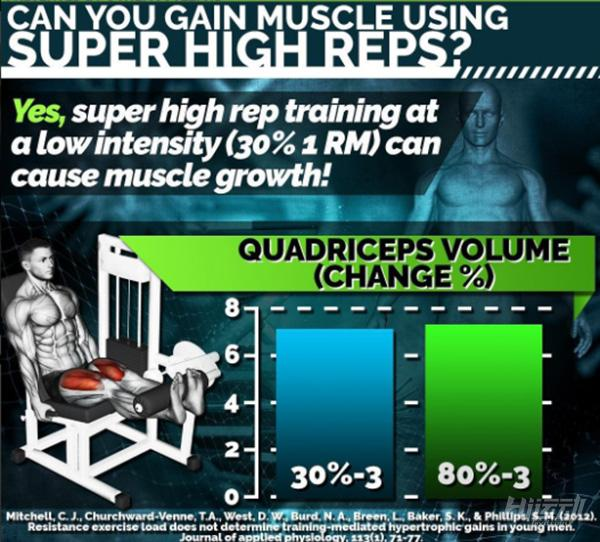 CAN YOU GAIN MUSCLE USING
SUPER HIGH REPS?
Yes, super high rep training at
a low intensity (30% 1 RM) can
cause muscle growth!
QUADRICEPS VOLUME
(CHANGE %)
8
6
4
2
0
30%-3
80%-3
Mitchell, C. J., Churchward-Venne, T.A., West, D. W., Burd, N. A., Breen, L., Baker, S. K., & Phillips, S. M. (2012).
Resistance exercise load does not determine training-mediated hypertrophic gains in young men.
Journal of applied physiology, 113(1), 71-77.